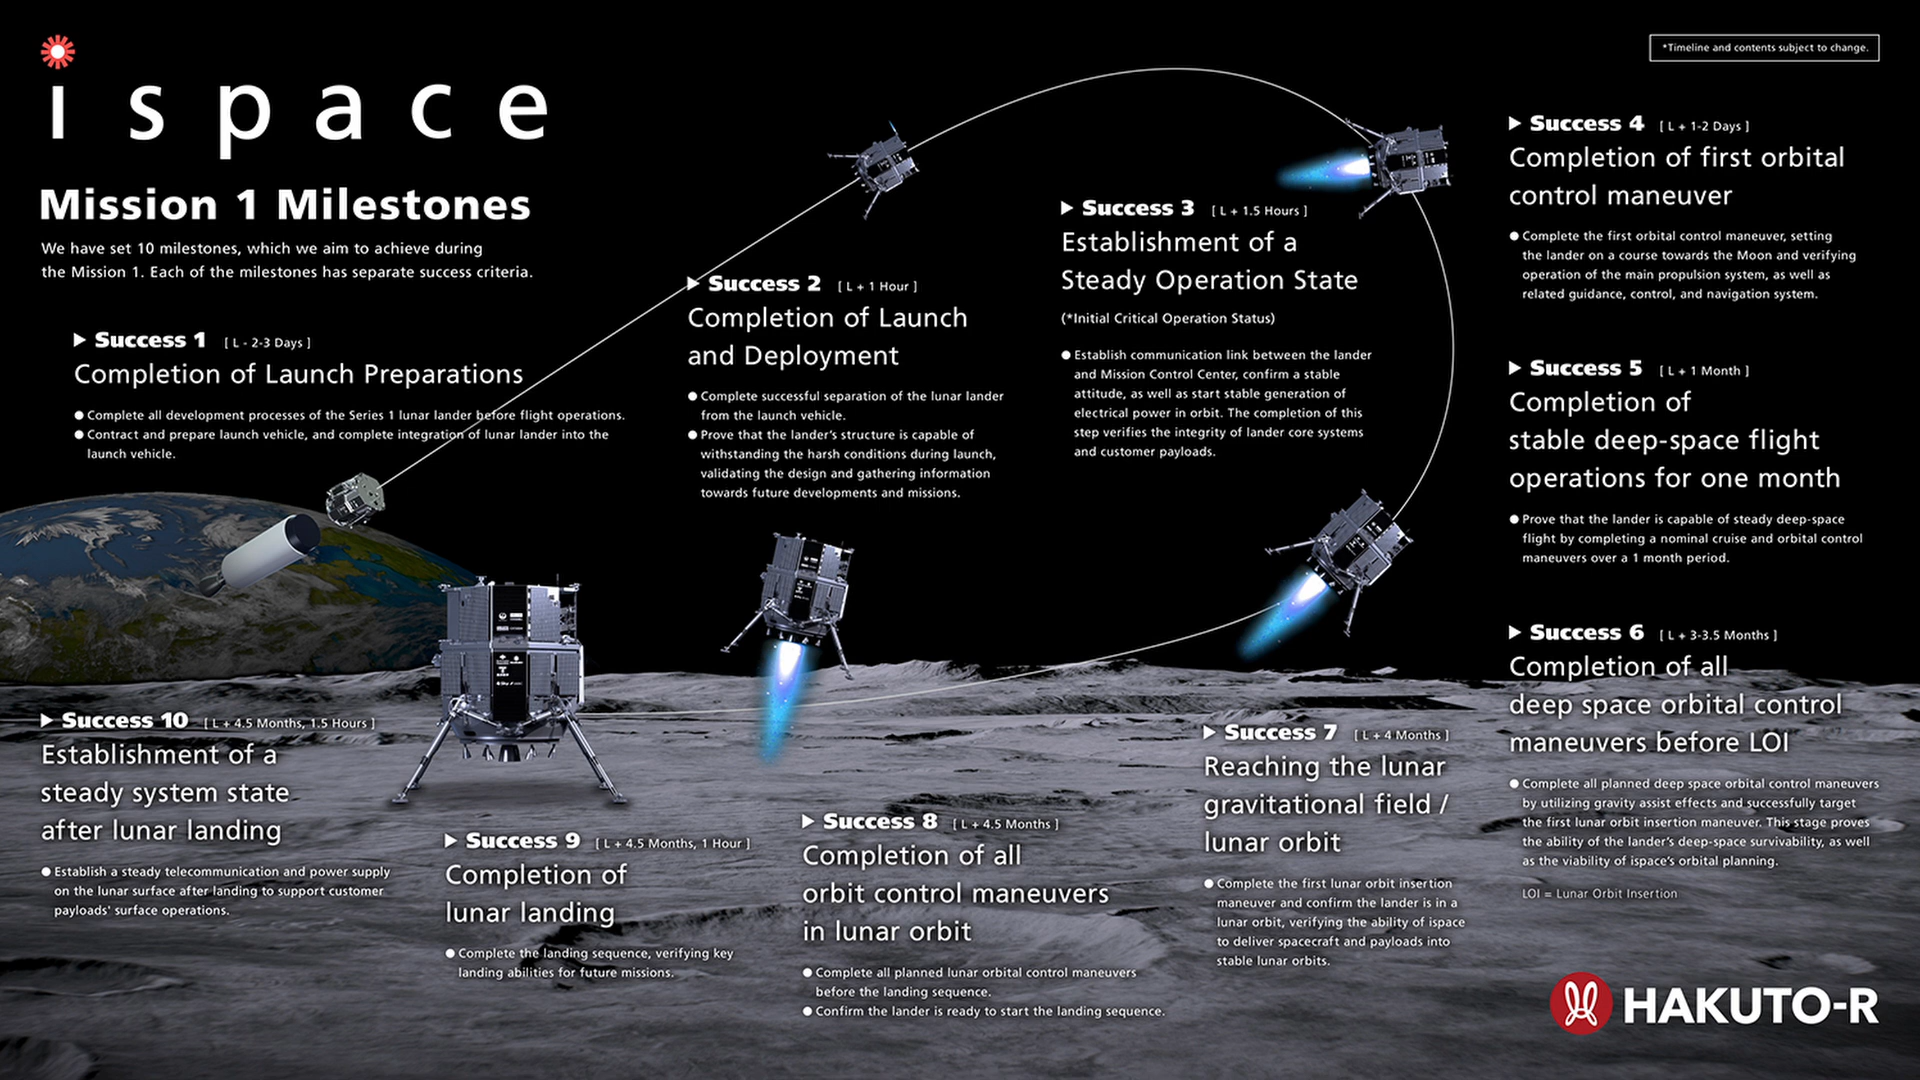 ispace
Mission 1 Milestones
We have set 10 milestones, which we aim to achieve during
the Mission 1. Each of the milestones has separate success criteria.
*Timeline and contents subject to change.
Success 1 [ L - 2-3 Days ]
Completion of Launch Preparations
● Complete all development processes of the Series 1 lunar lander before flight operations.
● Contract and prepare launch vehicle, and complete integration of lunar lander into the
launch vehicle.
Success 2 [ L + 1 Hour ]
Completion of Launch
and Deployment
● Complete successful separation of the lunar lander
from the launch vehicle.
● Prove that the lander's structure is capable of
withstanding the harsh conditions during launch,
validating the design and gathering information
towards future developments and missions.
Success 3 [ L + 1.5 Hours ]
Establishment of a
Steady Operation State
(*Initial Critical Operation Status)
● Establish communication link between the lander
and Mission Control Center, confirm a stable
attitude, as well as start stable generation of
electrical power in orbit. The completion of this
step verifies the integrity of lander core systems
and customer payloads.
Success 4 [ L + 1-2 Days ]
Completion of first orbital
control maneuver
● Complete the first orbital control maneuver, setting
the lander on a course towards the Moon and verifying
operation of the main propulsion system, as well as
related guidance, control, and navigation system.
Success 5 [ L + 1 Month ]
Completion of
stable deep-space flight
operations for one month
● Prove that the lander is capable of steady deep-space
flight by completing a nominal cruise and orbital control
maneuvers over a 1 month period.
Success 6 [ L + 3-3.5 Months ]
Completion of all
deep space orbital control
maneuvers before LOI
● Complete all planned deep space orbital control maneuvers
by utilizing gravity assist effects and successfully target
the first lunar orbit insertion maneuver. This stage proves
the ability of the lander's deep-space survivability, as well
as the viability of ispace's orbital planning.
LOI = Lunar Orbit Insertion
Success 7 [ L + 4 Months ]
Reaching the lunar
gravitational field /
lunar orbit
● Complete the first lunar orbit insertion
maneuver and confirm the lander is in a
lunar orbit, verifying the ability of ispace
to deliver spacecraft and payloads into
stable lunar orbits.
Success 8 [ L + 4.5 Months ]
Completion of all
orbit control maneuvers
in lunar orbit
● Complete all planned lunar orbital control maneuvers
before the landing sequence.
● Confirm the lander is ready to start the landing sequence.
Success 9 [ L + 4.5 Months, 1 Hour ]
Completion of
lunar landing
● Complete the landing sequence, verifying key
landing abilities for future missions.
Success 10 [ L + 4.5 Months, 1.5 Hours ]
Establishment of a
steady system state
after lunar landing
● Establish a steady telecommunication and power supply
on the lunar surface after landing to support customer
payloads' surface operations.
HAKUTO-R